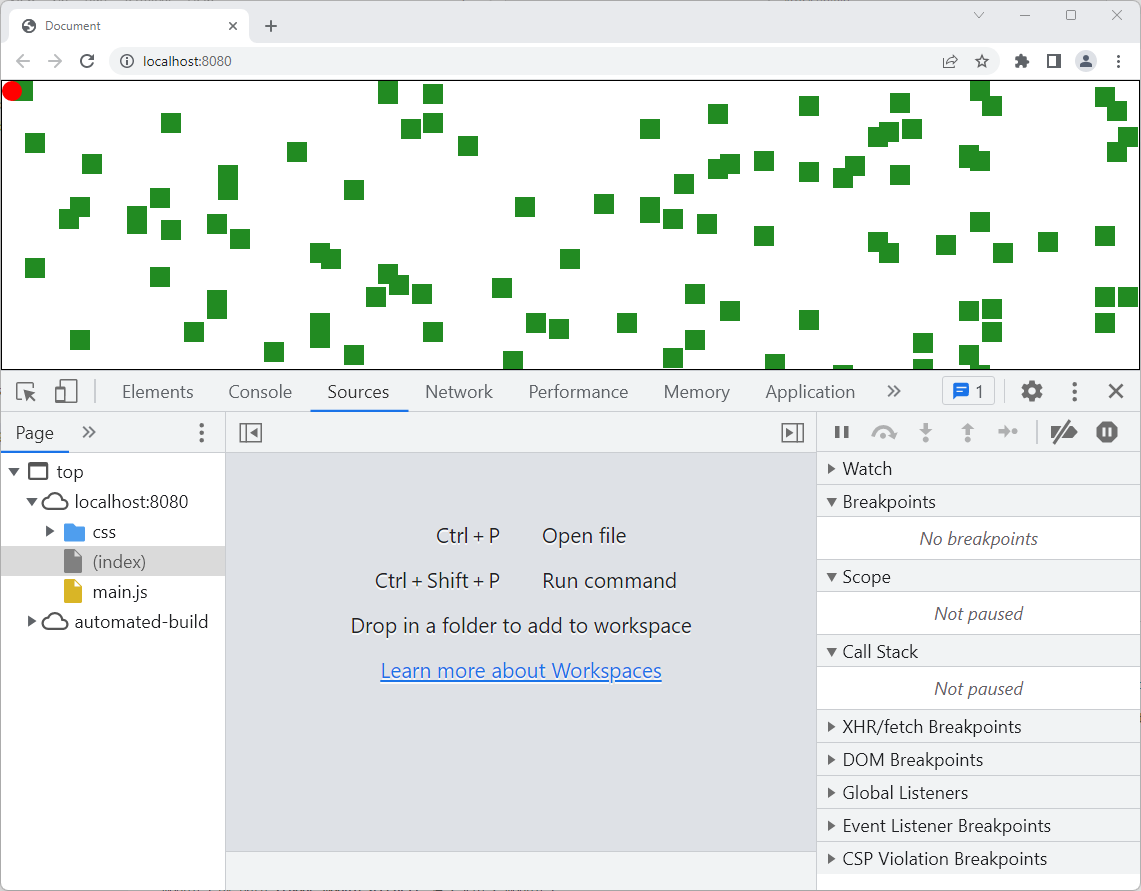 Document
localhost:8080
Elements Console Sources Network Performance Memory Application 1
Page
top
localhost:8080
css
(index)
main.js
automated-build
Ctrl + P Open file
Ctrl + Shift + P Run command
Drop in a folder to add to workspace
Learn more about Workspaces
Watch
Breakpoints
No breakpoints
Scope
Not paused
Call Stack
Not paused
XHR/fetch Breakpoints
DOM Breakpoints
Global Listeners
Event Listener Breakpoints
CSP Violation Breakpoints